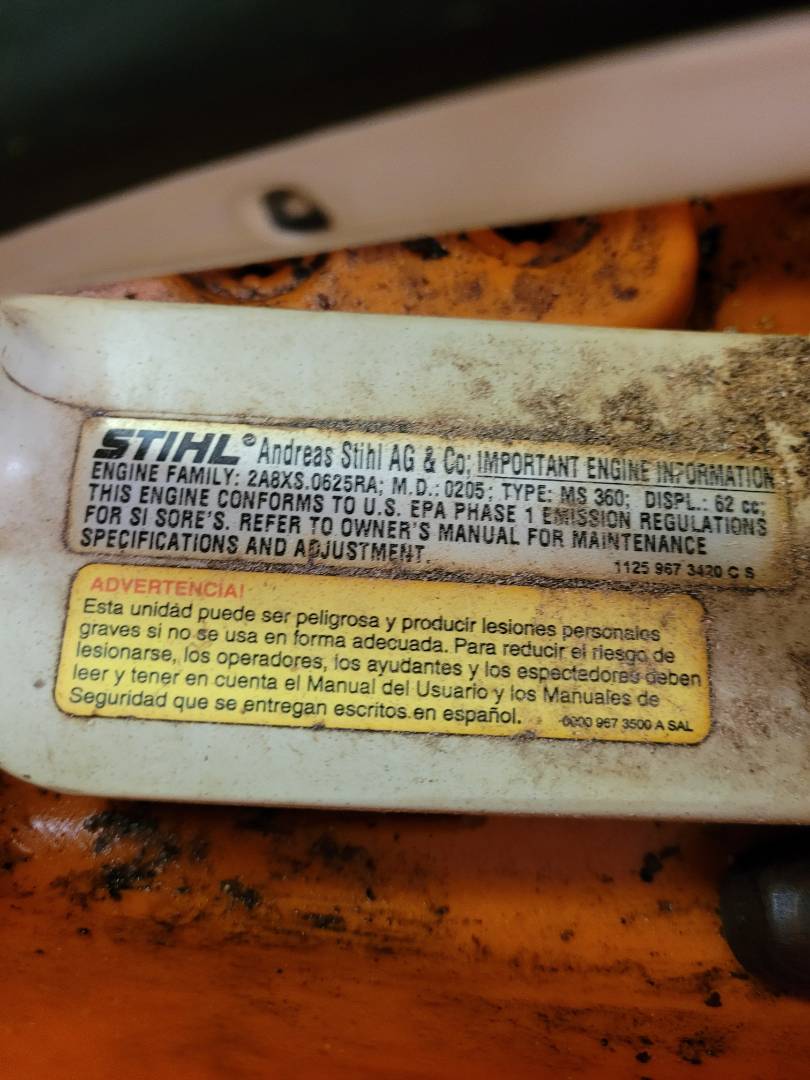 STIHL® Andreas Stihl AG & Co; IMPORTANT ENGINE INFORMATION
ENGINE FAMILY: 2A8XS.0625RA; M.D.: 0205; TYPE: MS 360; DISPL.: 62 cc;
THIS ENGINE CONFORMS TO U.S. EPA PHASE 1 EMISSION REGULATIONS
FOR SI SORE'S. REFER TO OWNER'S MANUAL FOR MAINTENANCE
SPECIFICATIONS AND ADJUSTMENT.
1125 967 3420 C S
ADVERTENCIA!
Esta unidad puede ser peligrosa y producir lesiones personales
graves si no se usa en forma adecuada. Para reducir el riesgo de
lesionarse, los operadores, los ayudantes y los espectadores deben
leer y tener en cuenta el Manual del Usuario y los Manuales de
Seguridad que se entregan escritos en español.
0000 967 3500 A SAL